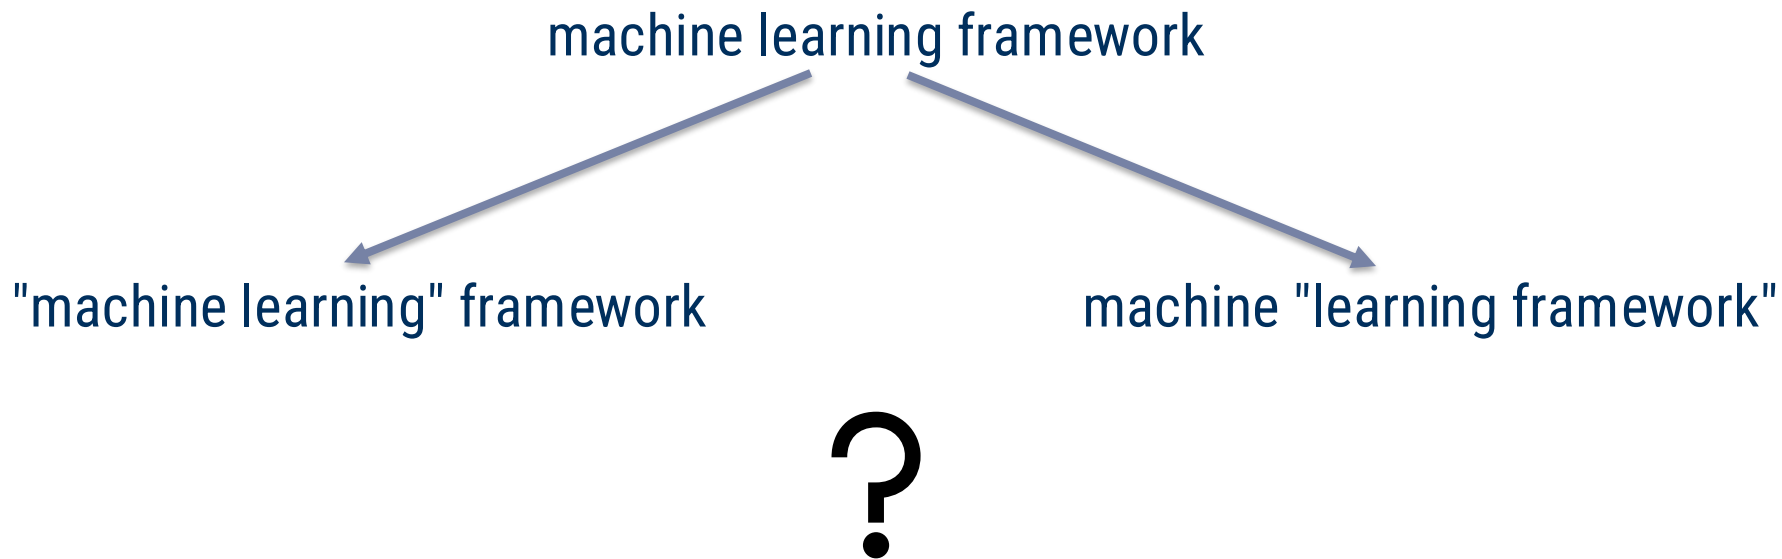 machine learning framework
"machine learning" framework
machine "learning framework"
?